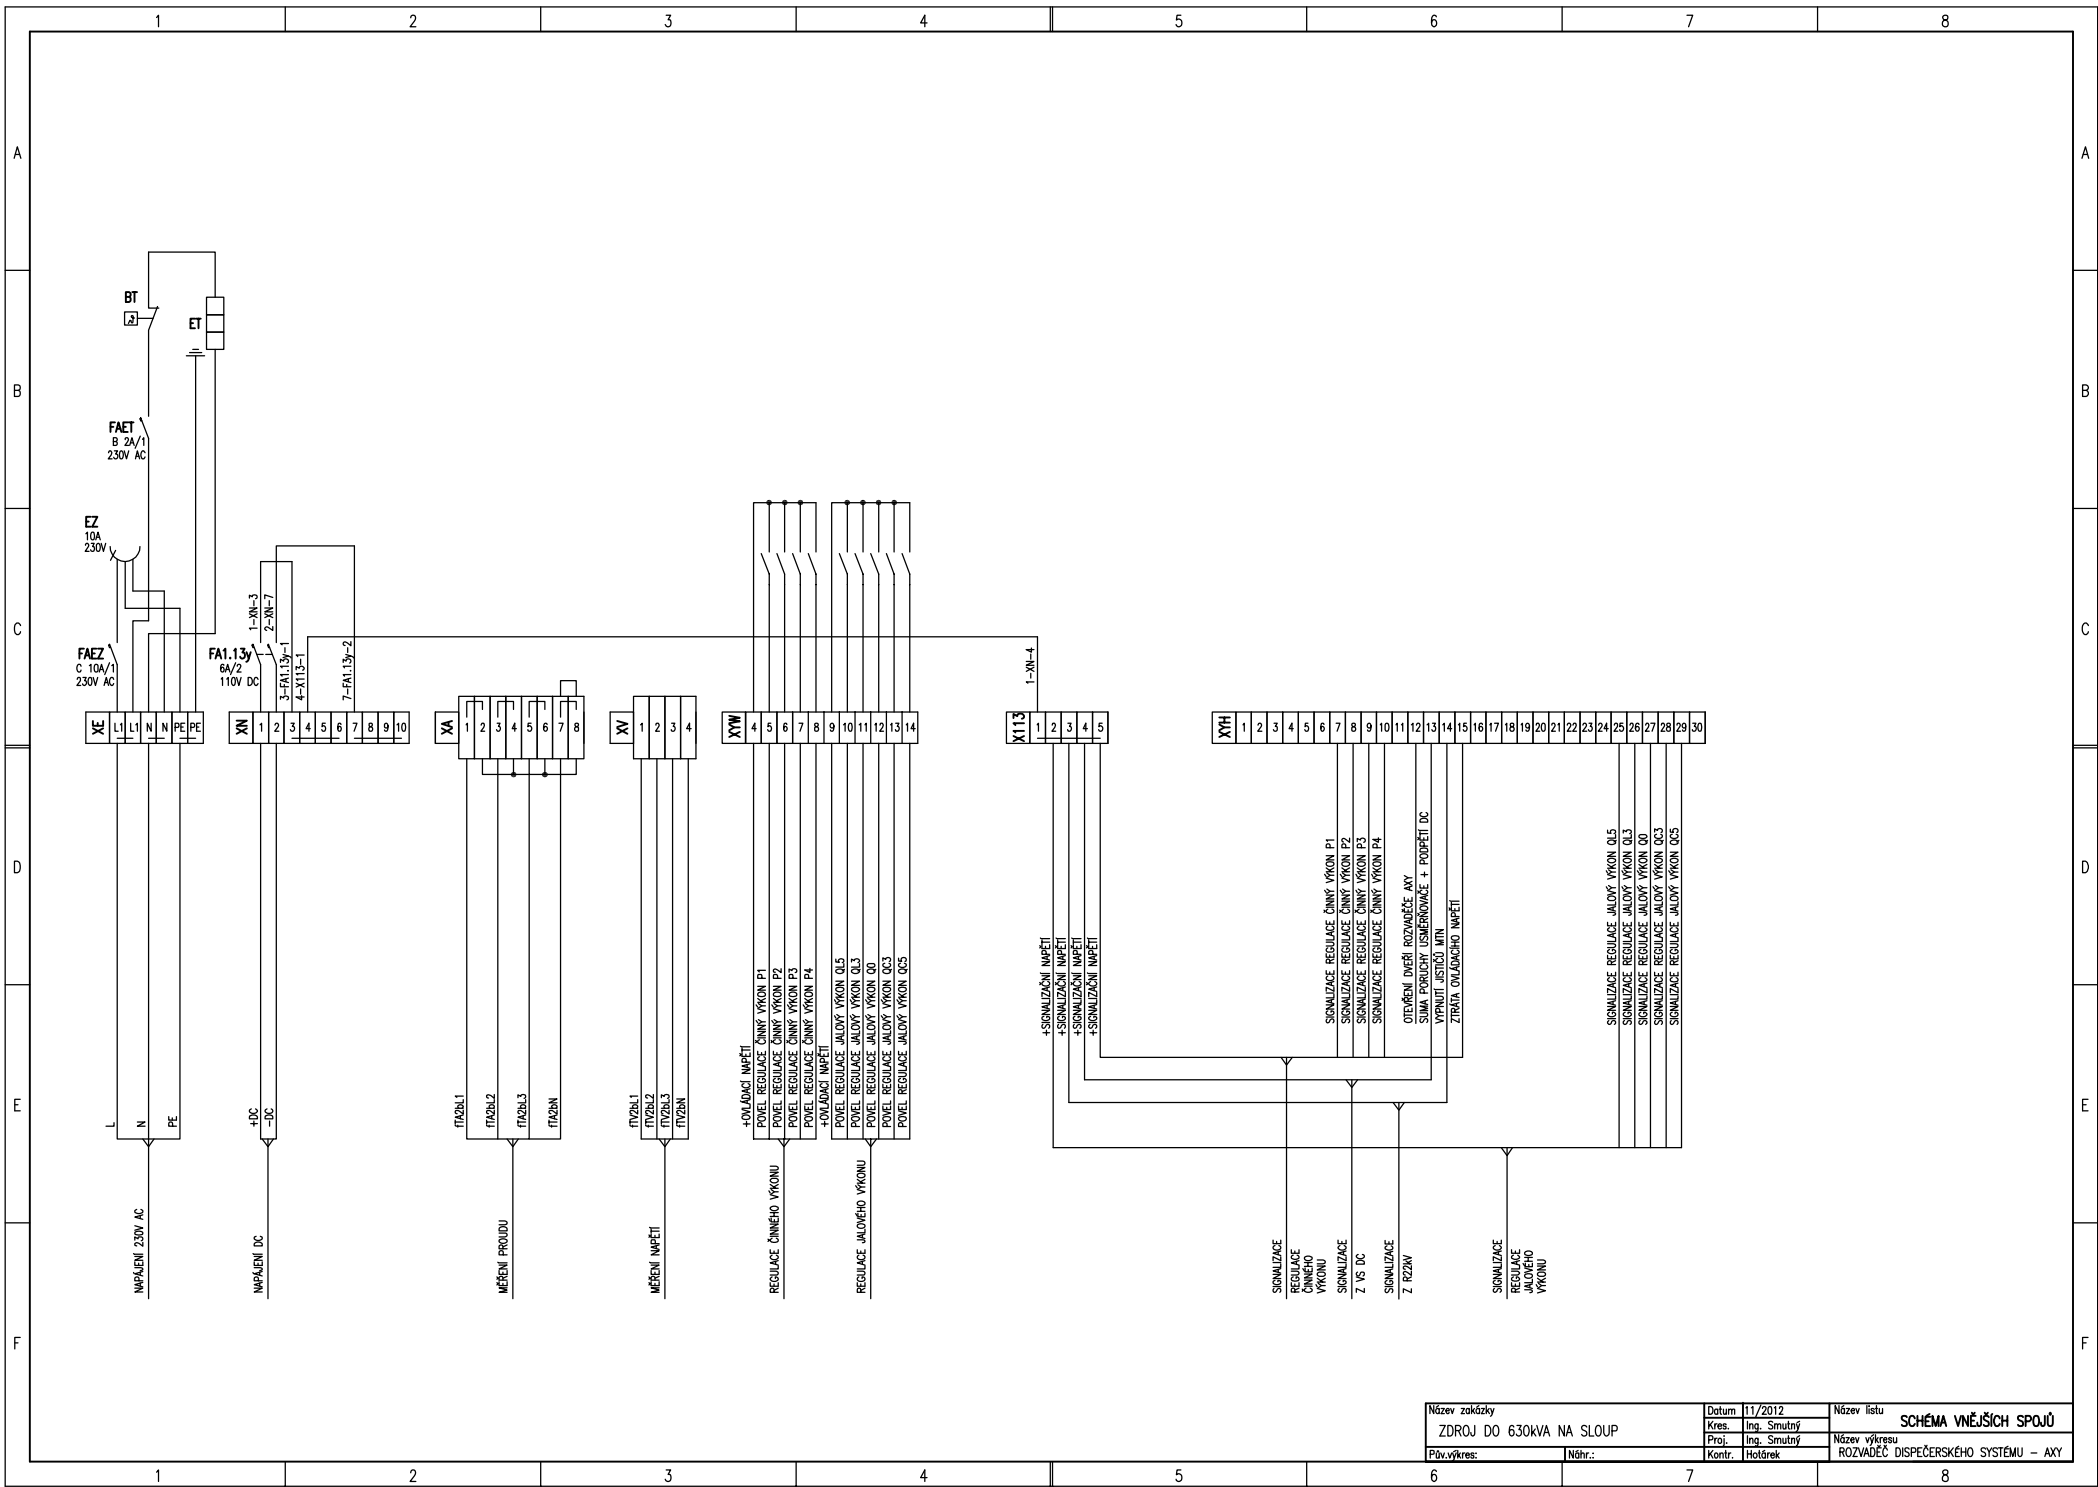 1 2 3 4 5 6 7 8
A A
B B
C C
D D
E E
F F
BT
ET
FAET
B 2A/1
230V AC
EZ
10A
230V
FAEZ
C 10A/1
230V AC
1-XN-3
2-XN-7
FA1.13y
6A/2
110V DC
3-FA1.13y-1
4-X113-1
7-FA1.13y-2
1-XN-4
XE L1 L1 N N PE PE
XN 1 2 3 4 5 6 7 8 9 10
XA 1 2 3 4 5 6 7 8
XV 1 2 3 4
XYW 4 5 6 7 8 9 10 11 12 13 14
X113 1 2 3 4 5
XYH 1 2 3 4 5 6 7 8 9 10 11 12 13 14 15 16 17 18 19 20 21 22 23 24 25 26 27 28 29 30
L
N
PE
NAPÁJENÍ 230V AC
+DC
-DC
NAPÁJENÍ DC
fTA2bL1
fTA2bL2
fTA2bL3
fTA2bN
MĚŘENÍ PROUDU
fTV2bL1
fTV2bL2
fTV2bL3
fTV2bN
MĚŘENÍ NAPĚTÍ
+OVLÁDACÍ NAPĚTÍ
POVEL REGULACE ČINNÝ VÝKON P1
POVEL REGULACE ČINNÝ VÝKON P2
POVEL REGULACE ČINNÝ VÝKON P3
POVEL REGULACE ČINNÝ VÝKON P4
+OVLÁDACÍ NAPĚTÍ
POVEL REGULACE JALOVÝ VÝKON QL5
POVEL REGULACE JALOVÝ VÝKON QL3
POVEL REGULACE JALOVÝ VÝKON Q0
POVEL REGULACE JALOVÝ VÝKON QC3
POVEL REGULACE JALOVÝ VÝKON QC5
REGULACE ČINNÉHO VÝKONU
REGULACE JALOVÉHO VÝKONU
+SIGNALIZAČNÍ NAPĚTÍ
+SIGNALIZAČNÍ NAPĚTÍ
+SIGNALIZAČNÍ NAPĚTÍ
+SIGNALIZAČNÍ NAPĚTÍ
SIGNALIZACE REGULACE ČINNÝ VÝKON P1
SIGNALIZACE REGULACE ČINNÝ VÝKON P2
SIGNALIZACE REGULACE ČINNÝ VÝKON P3
SIGNALIZACE REGULACE ČINNÝ VÝKON P4
OTEVŘENÍ DVEŘÍ ROZVADĚČE AXY
SUMA PORUCHY USMĚRŇOVAČE + PODPĚTÍ DC
VYPNUTÍ JISTIČŮ MTN
ZTRÁTA OVLÁDACÍHO NAPĚTÍ
SIGNALIZACE REGULACE JALOVÝ VÝKON QL5
SIGNALIZACE REGULACE JALOVÝ VÝKON QL3
SIGNALIZACE REGULACE JALOVÝ VÝKON Q0
SIGNALIZACE REGULACE JALOVÝ VÝKON QC3
SIGNALIZACE REGULACE JALOVÝ VÝKON QC5
SIGNALIZACE
REGULACE
ČINNÉHO
VÝKONU
SIGNALIZACE
Z VS DC
SIGNALIZACE
Z R22kV
SIGNALIZACE
REGULACE
JALOVÉHO
VÝKONU
Název zakázky
ZDROJ DO 630kVA NA SLOUP
Pův.výkres: Náhr.:
Datum 11/2012
Kres. Ing. Smutný
Proj. Ing. Smutný
Kontr. Hotárek
Název listu
SCHÉMA VNĚJŠÍCH SPOJŮ
Název výkresu
ROZVADĚČ DISPEČERSKÉHO SYSTÉMU - AXY
1 2 3 4 5 6 7 8